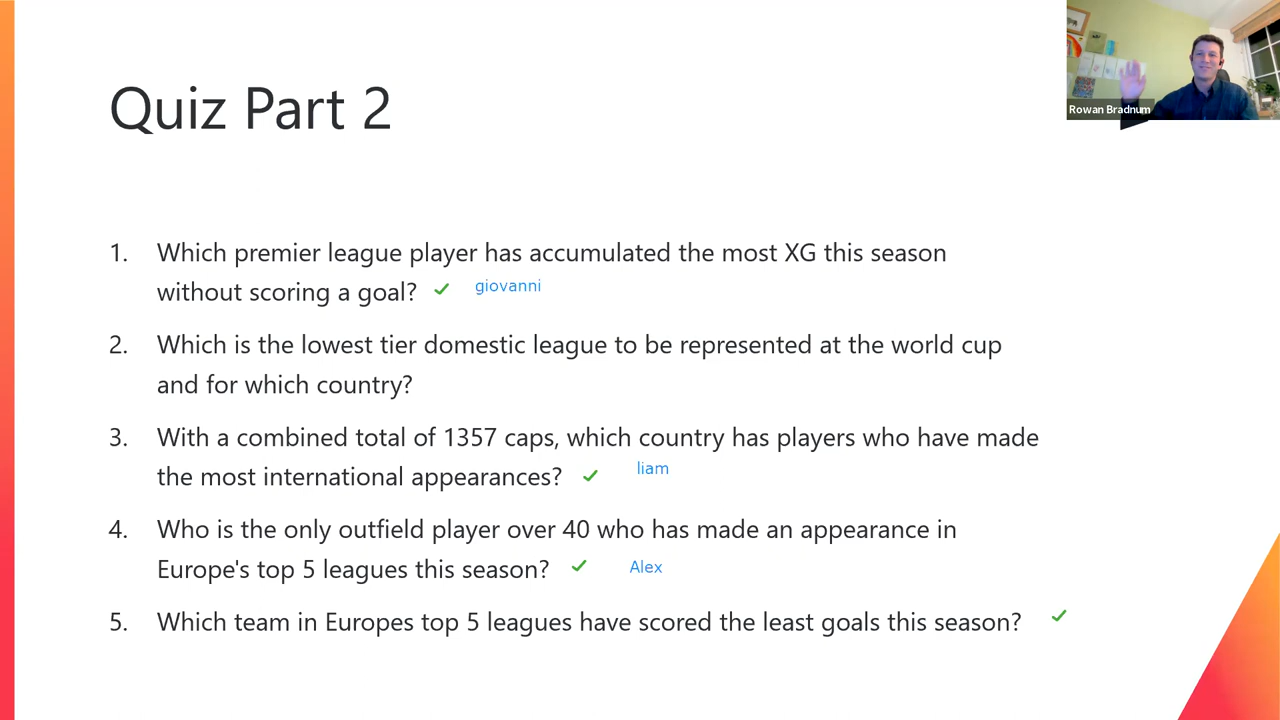 Rowan Bradnum
Quiz Part 2
1. Which premier league player has accumulated the most XG this season
without scoring a goal? ✓ giovanni
2. Which is the lowest tier domestic league to be represented at the world cup
and for which country?
3. With a combined total of 1357 caps, which country has players who have made
the most international appearances? ✓ liam
4. Who is the only outfield player over 40 who has made an appearance in
Europe's top 5 leagues this season? ✓ Alex
5. Which team in Europes top 5 leagues have scored the least goals this season? ✓